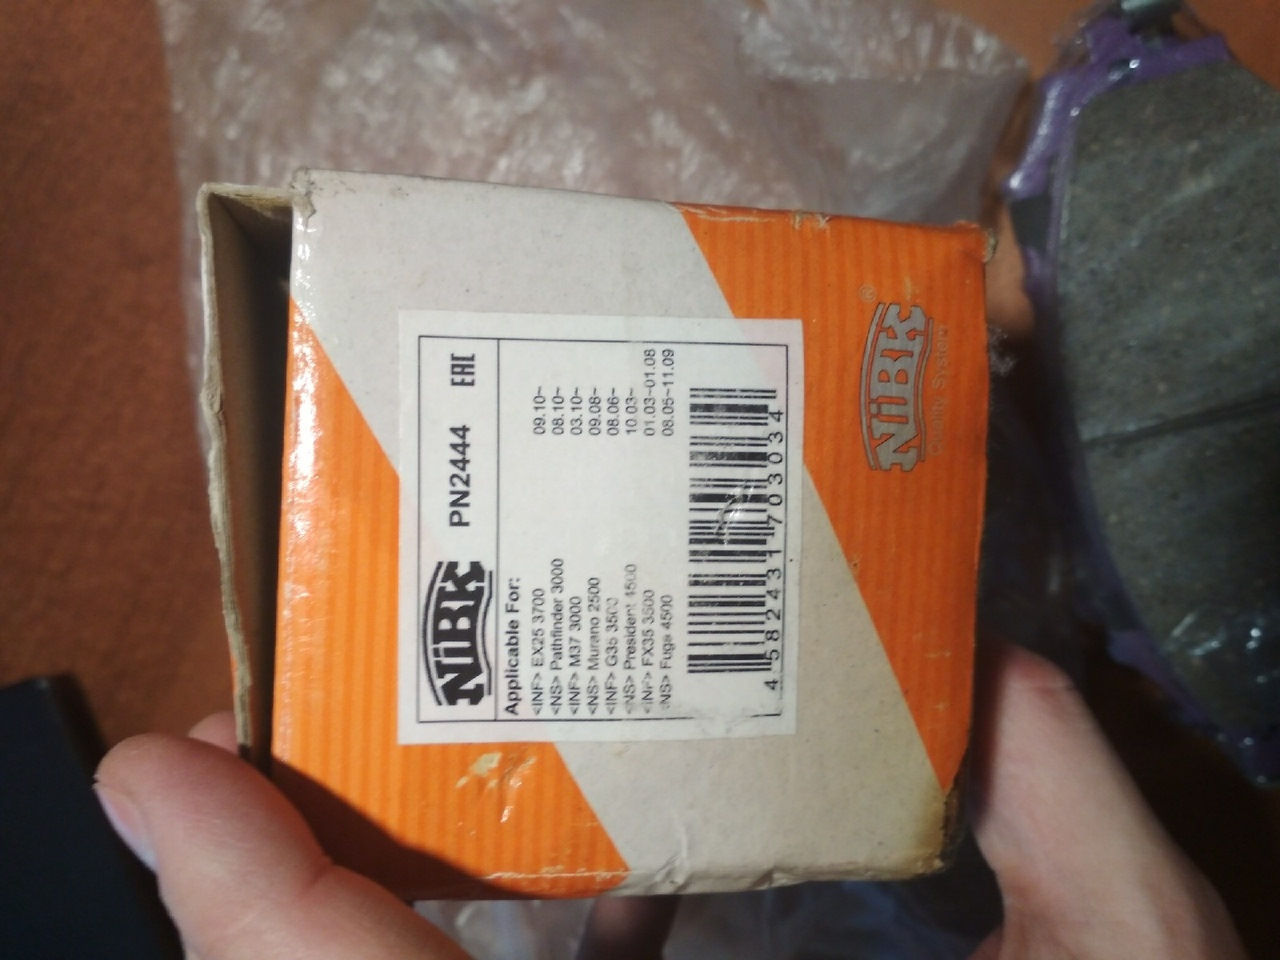 NiBK PN2444 EAC
Applicable For:
<INF> EX25 3700 09.10~
<NS> Pathfinder 3000 08.10~
<INF> M37 3000 03.10~
<NS> Murano 2500 09.08~
<INF> G35 3500 08.06~
<NS> President 4500 10.03~
<INF> FX35 3500 01.03~01.08
<NS> Fuga 4500 08.05~11.09
4 582431 703034
NiBK ®
Quality System